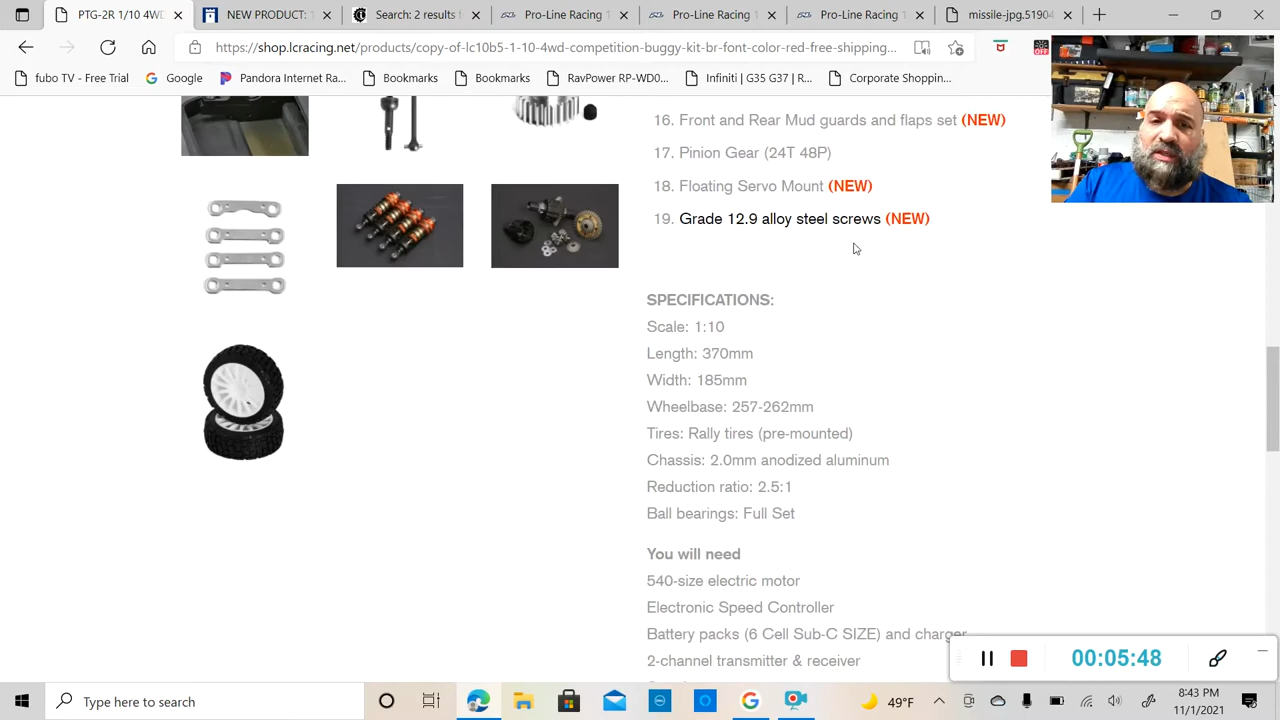 NEW PRODUCT: PTG-2R 1/10 4WD
Search: 2 results - Pro-Line Racing
missile-jpg.5904
https://shop.lcracing.net/products/copy-of-lc10b5-1-10-4wd-competition-buggy-kit-br-font-color-red-free-shipping...
OFF
fubo TV - Free Trial
Google
Pandora Internet Ra...
Bookmarks
Bookmarks
RavPower RP-WD0...
Infiniti | G35 G37
Corporate Shoppin...
16. Front and Rear Mud guards and flaps set (NEW)
17. Pinion Gear (24T 48P)
18. Floating Servo Mount (NEW)
19. Grade 12.9 alloy steel screws (NEW)
SPECIFICATIONS:
Scale: 1:10
Length: 370mm
Width: 185mm
Wheelbase: 257-262mm
Tires: Rally tires (pre-mounted)
Chassis: 2.0mm anodized aluminum
Reduction ratio: 2.5:1
Ball bearings: Full Set
You will need
540-size electric motor
Electronic Speed Controller
Battery packs (6 Cell Sub-C SIZE) and charger
2-channel transmitter & receiver
00:05:48
Type here to search
49°F
8:43 PM
11/1/2021